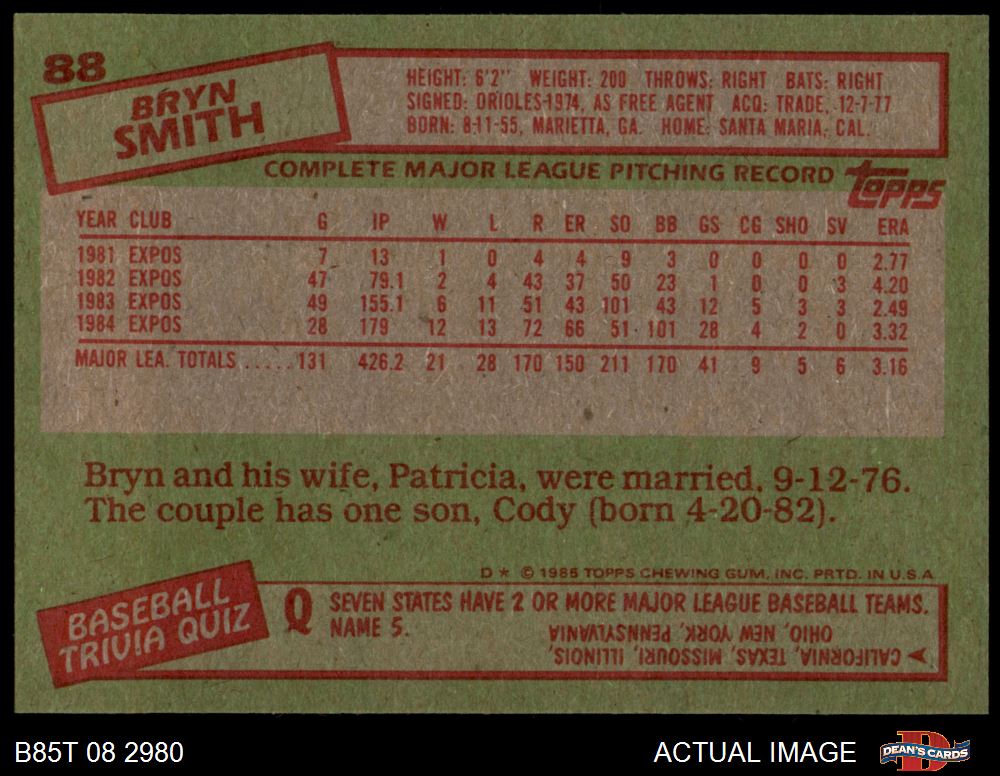 88
BRYN
SMITH
HEIGHT: 6'2" WEIGHT: 200 THROWS: RIGHT BATS: RIGHT
SIGNED: ORIOLES-1974, AS FREE AGENT ACQ: TRADE, 12-7-77
BORN: 8-11-55, MARIETTA, GA. HOME: SANTA MARIA, CAL.
COMPLETE MAJOR LEAGUE PITCHING RECORD topps
YEAR CLUB G IP W L R ER SO BB GS CG SHO SV ERA
1981 EXPOS 7 13 1 0 4 4 9 3 0 0 0 0 2.77
1982 EXPOS 47 79.1 2 4 43 37 50 23 1 0 0 3 4.20
1983 EXPOS 49 155.1 6 11 51 43 101 43 12 5 3 3 2.49
1984 EXPOS 28 179 12 13 72 66 51 101 28 4 2 0 3.32
MAJOR LEA. TOTALS .....131 426.2 21 28 170 150 211 170 41 9 5 6 3.16
Bryn and his wife, Patricia, were married, 9-12-76.
The couple has one son, Cody (born 4-20-82).
D * © 1985 TOPPS CHEWING GUM, INC. PRTD. IN U.S.A.
BASEBALL
TRIVIA QUIZ
Q SEVEN STATES HAVE 2 OR MORE MAJOR LEAGUE BASEBALL TEAMS.
NAME 5.
CALIFORNIA, TEXAS, MISSOURI, ILLINOIS,
OHIO, NEW YORK, PENNSYLVANIA
B85T 08 2980
ACTUAL IMAGE
D
DEAN'S CARDS